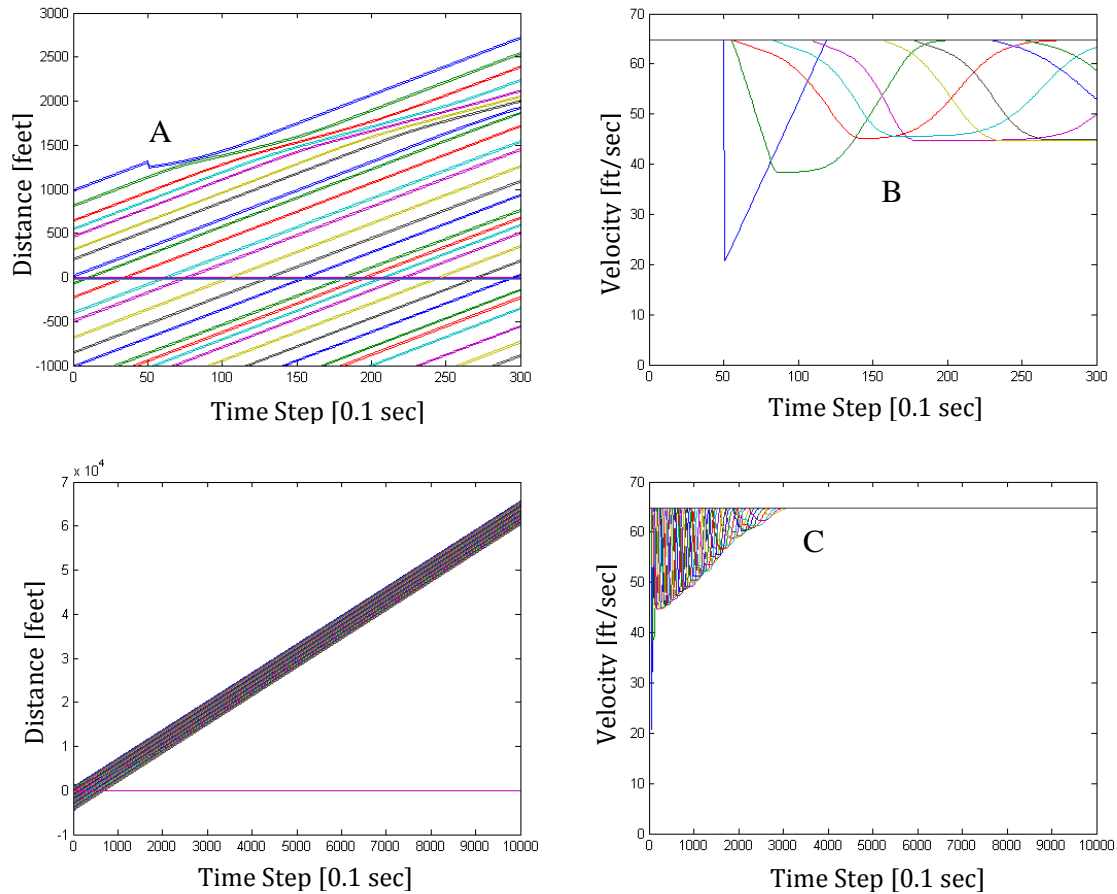 3000
2500
2000
1500
1000
500
0
-500
-1000
0 50 100 150 200 250 300
Distance [feet]
Time Step [0.1 sec]
A
70
60
50
40
30
20
10
0
0 50 100 150 200 250 300
Velocity [ft/sec]
Time Step [0.1 sec]
B
x 10⁴
7
6
5
4
3
2
1
0
-1
0 1000 2000 3000 4000 5000 6000 7000 8000 9000 10000
Distance [feet]
Time Step [0.1 sec]
70
60
50
40
30
20
10
0
0 1000 2000 3000 4000 5000 6000 7000 8000 9000 10000
Velocity [ft/sec]
Time Step [0.1 sec]
C